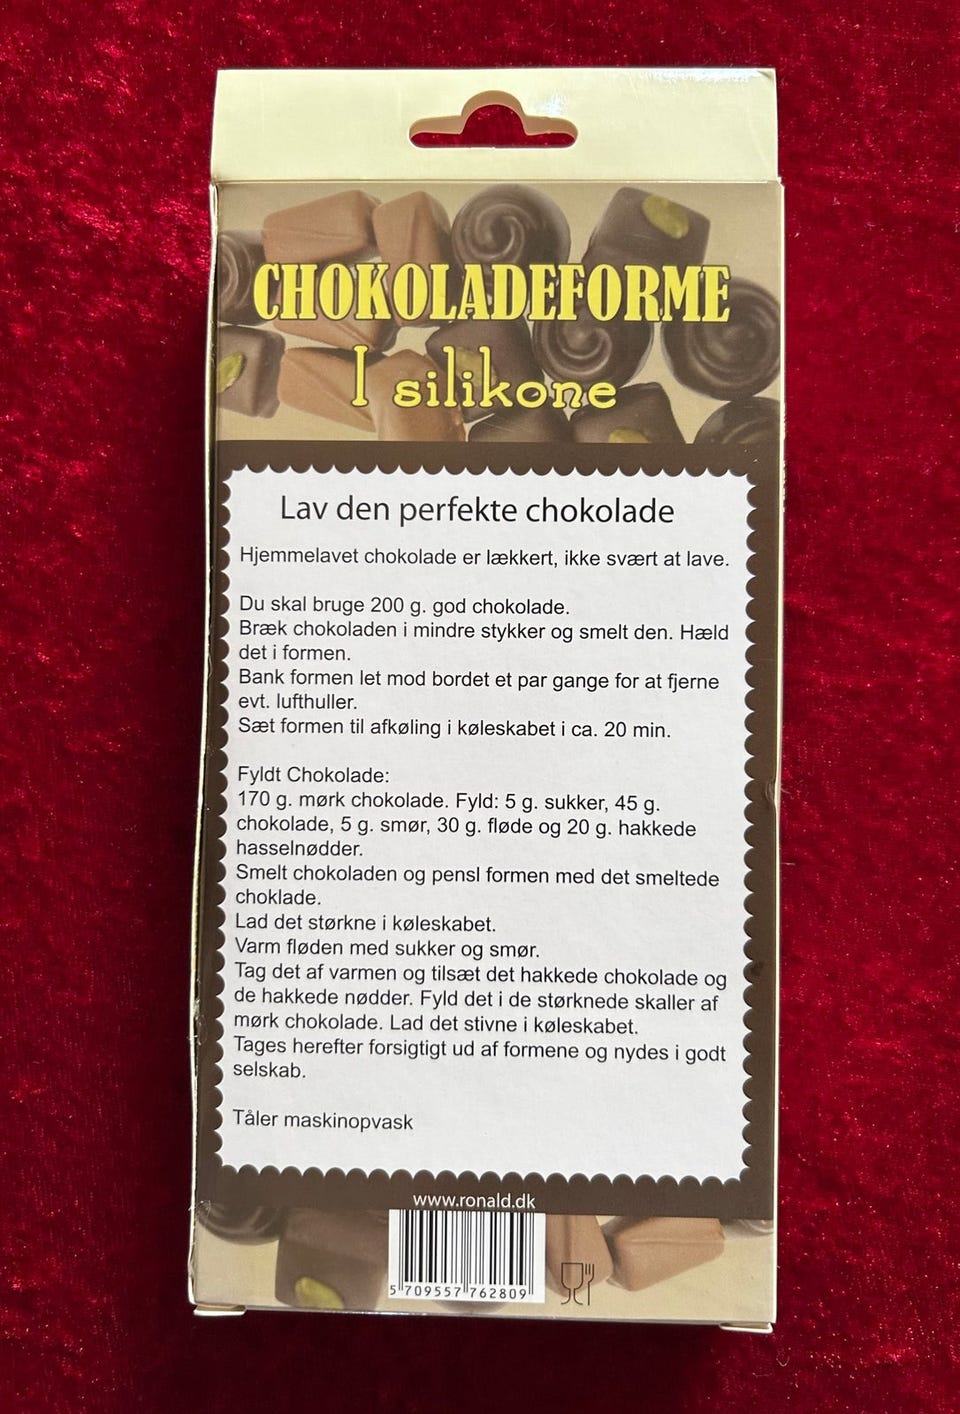 CHOKOLADEFORME
I silikone
Lav den perfekte chokolade
Hjemmelavet chokolade er lækkert, ikke svært at lave.
Du skal bruge 200 g. god chokolade.
Bræk chokoladen i mindre stykker og smelt den. Hæld
det i formen.
Bank formen let mod bordet et par gange for at fjerne
evt. lufthuller.
Sæt formen til afkøling i køleskabet i ca. 20 min.
Fyldt Chokolade:
170 g. mørk chokolade. Fyld: 5 g. sukker, 45 g.
chokolade, 5 g. smør, 30 g. fløde og 20 g. hakkede
hasselnødder.
Smelt chokoladen og pensl formen med det smeltede
choklade.
Lad det størkne i køleskabet.
Varm fløden med sukker og smør.
Tag det af varmen og tilsæt det hakkede chokolade og
de hakkede nødder. Fyld det i de størknede skaller af
mørk chokolade. Lad det stivne i køleskabet.
Tages herefter forsigtigt ud af formene og nydes i godt
selskab.
Tåler maskinopvask
www.ronald.dk
5 709557 762809